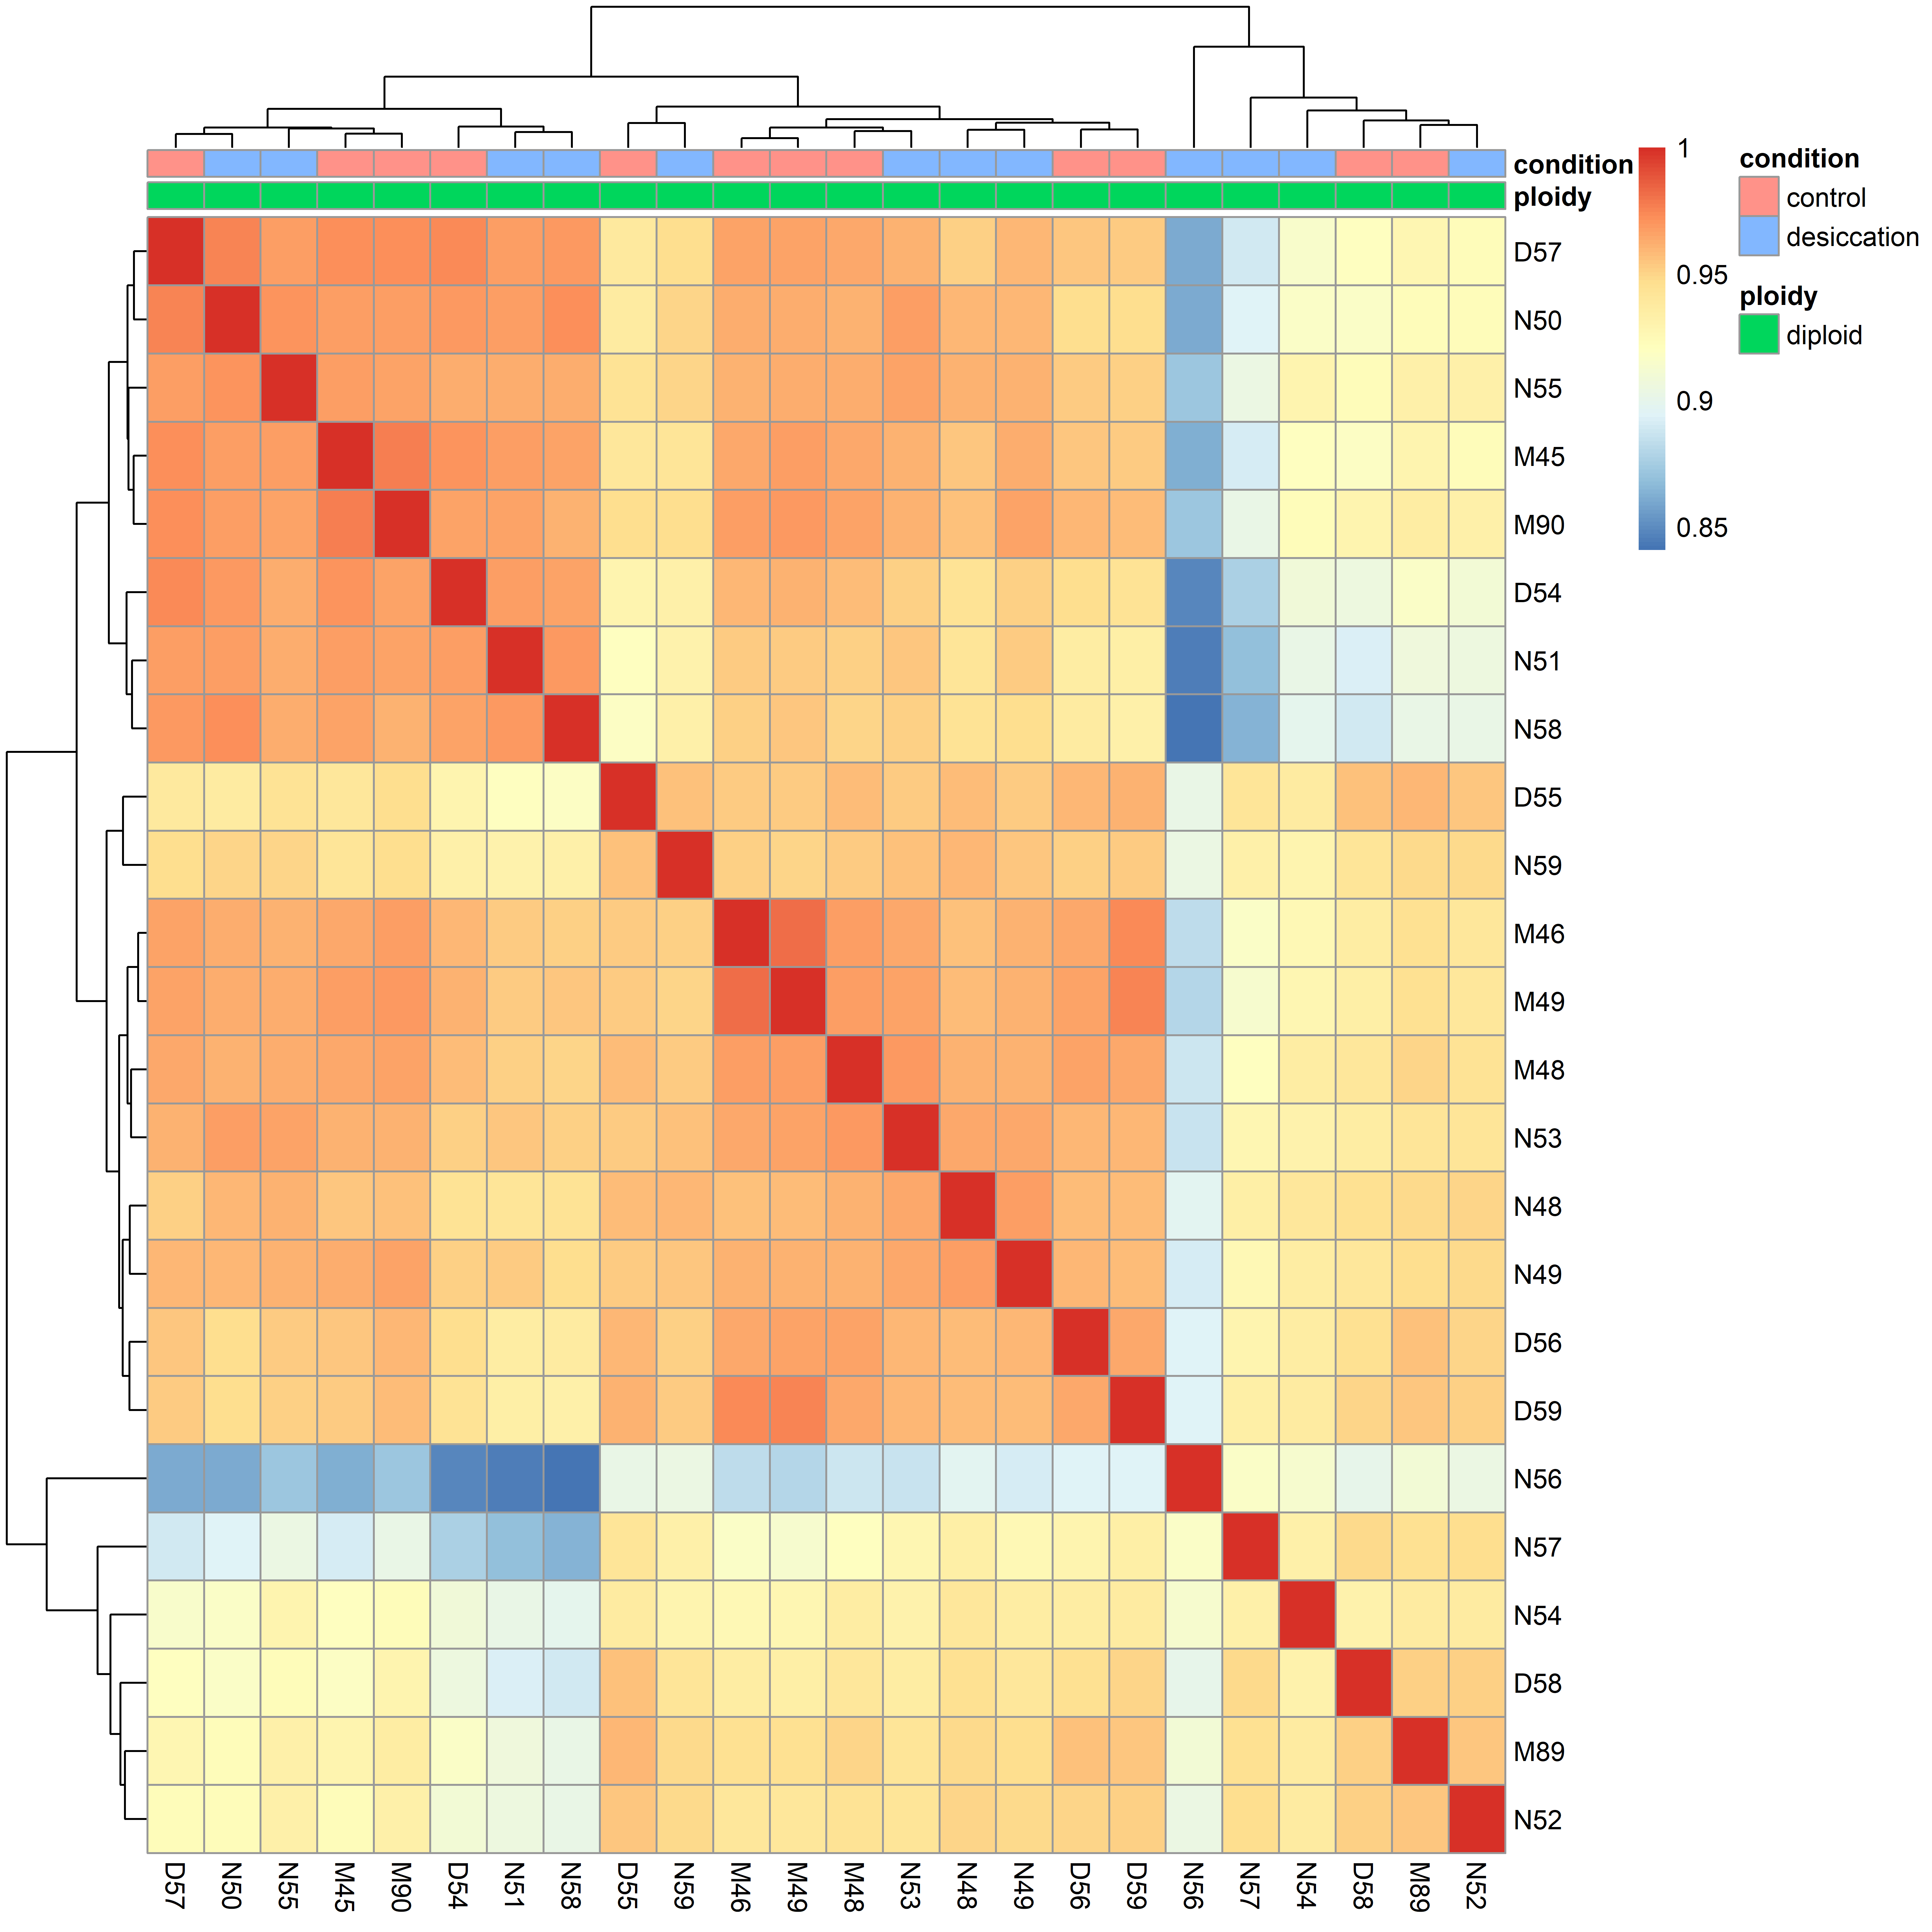 condition
ploidy
D57
N50
N55
M45
M90
D54
N51
N58
D55
N59
M46
M49
M48
N53
N48
N49
D56
D59
N56
N57
N54
D58
M89
N52
D57
N50
N55
M45
M90
D54
N51
N58
D55
N59
M46
M49
M48
N53
N48
N49
D56
D59
N56
N57
N54
D58
M89
N52
1
0.95
0.9
0.85
condition
control
desiccation
ploidy
diploid